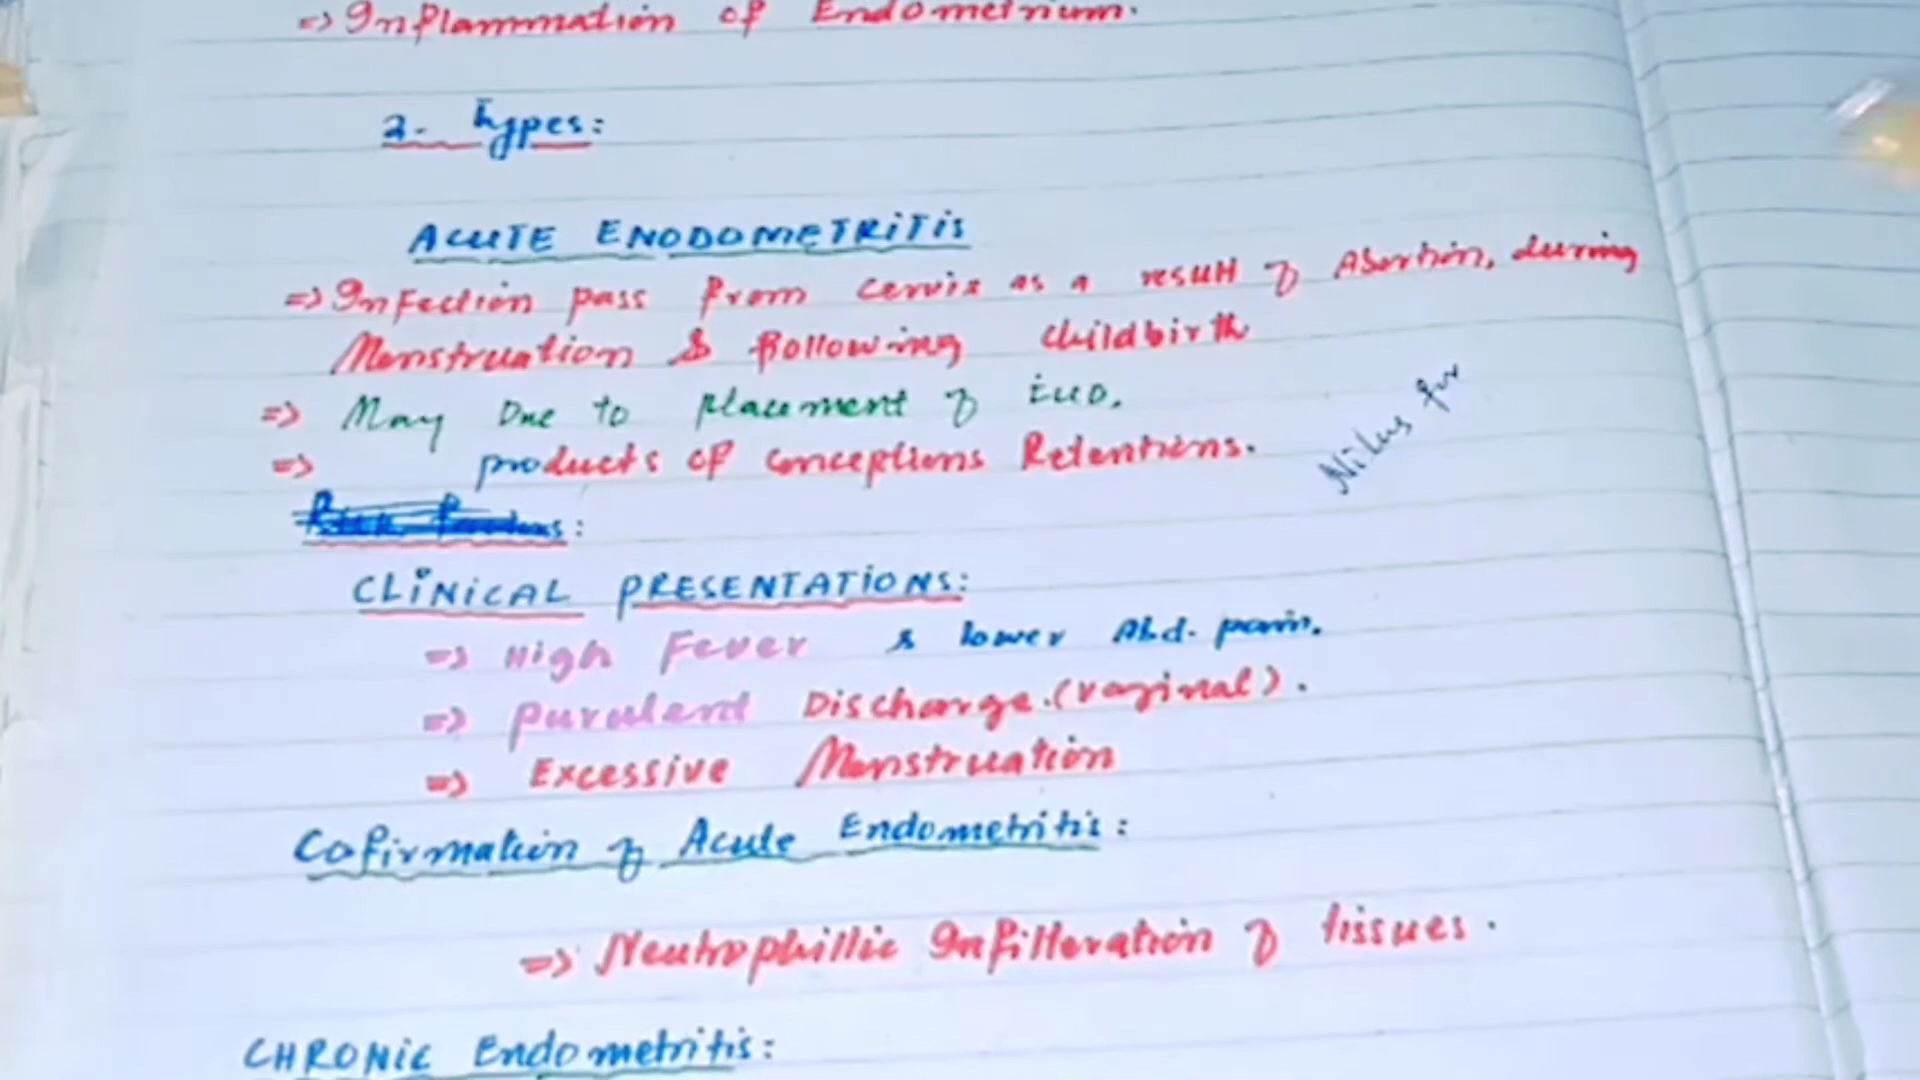 => Inflammation of Endometrium.
2- Types:
ACUTE ENODOMETRITIS
=> Infection pass from cervix as a result of Abortion, during
Menstruation & following childbirth
=> May Due to placement of IUD.
=> products of conceptions Retentions.
CLINICAL PRESENTATIONS:
=> High Fever & lower Abd. pain.
=> purulent Discharge. (vaginal).
=> Excessive Menstruation
Cofirmation of Acute Endometritis:
=> Neutrophillic Infilteration of tissues.
CHRONIC Endometritis: